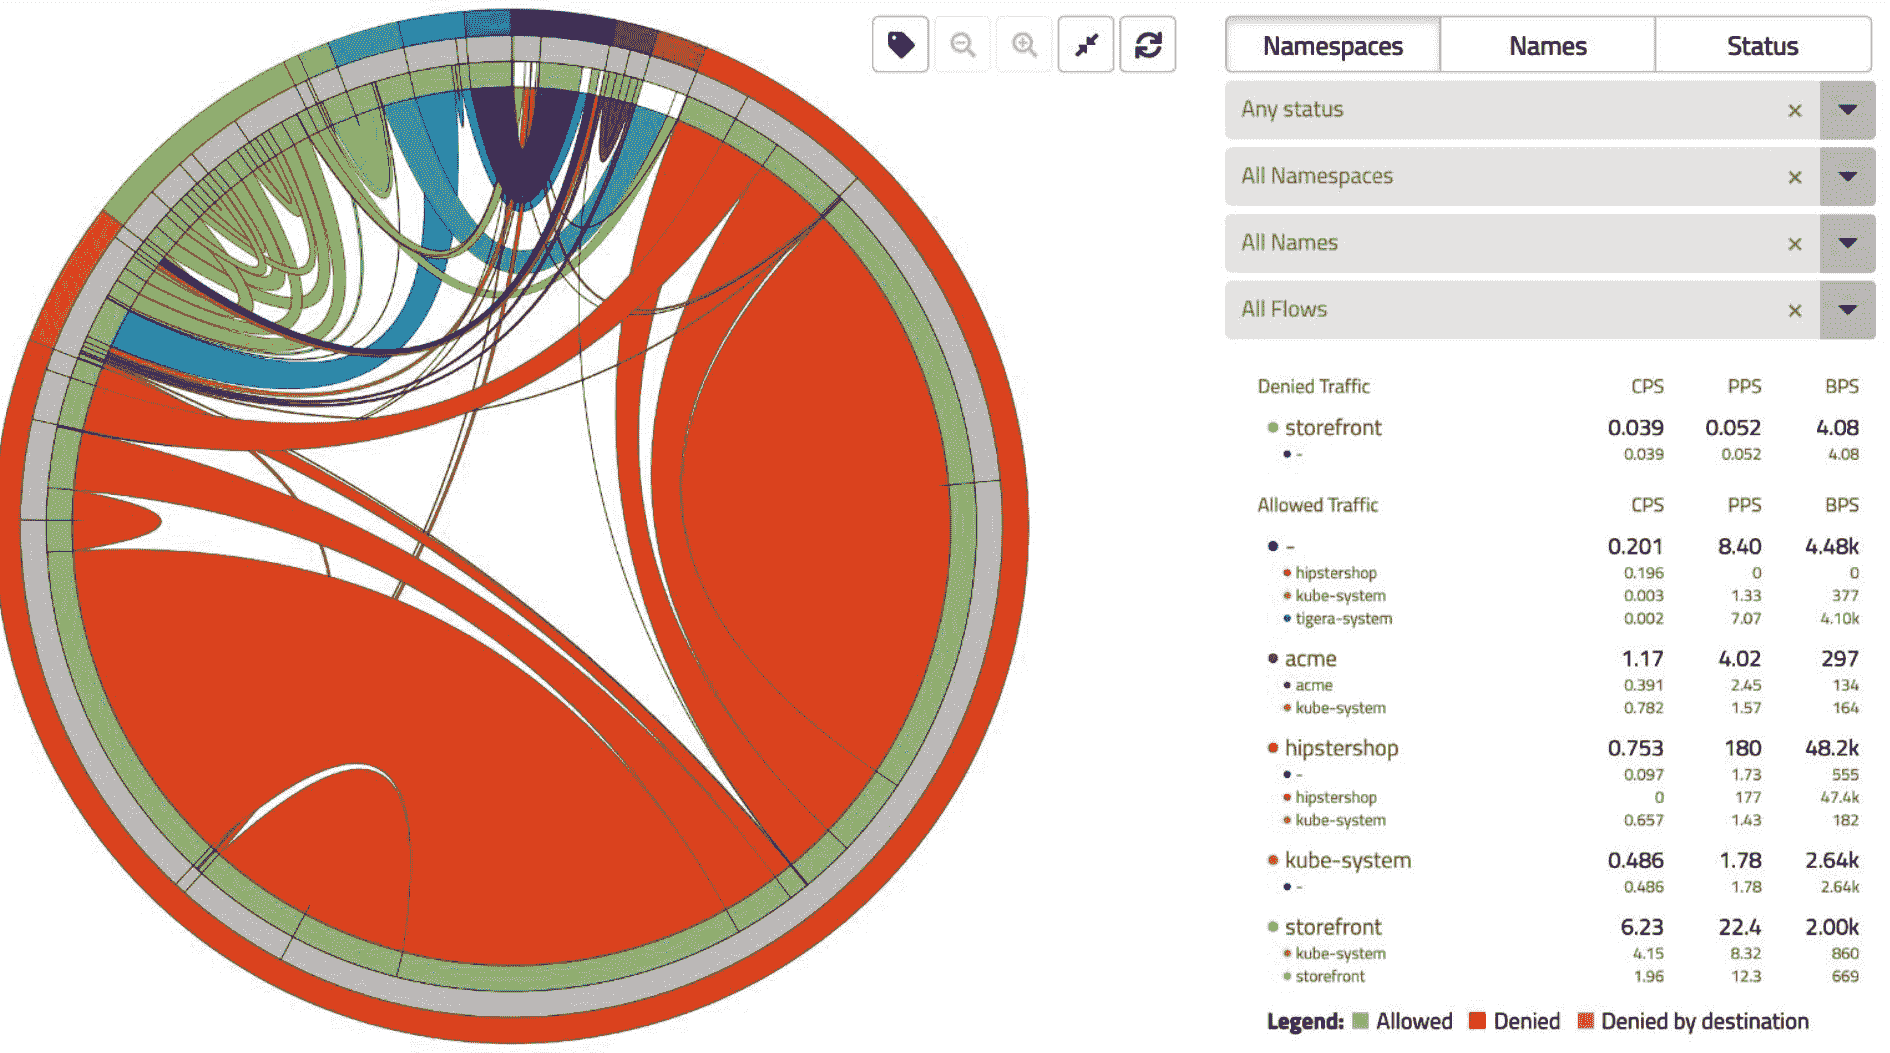 Namespaces Names Status
Any status ×
All Namespaces ×
All Names ×
All Flows ×
Denied Traffic CPS PPS BPS
storefront 0.039 0.052 4.08
- 0.039 0.052 4.08
Allowed Traffic CPS PPS BPS
- 0.201 8.40 4.48k
hipstershop 0.196 0 0
kube-system 0.003 1.33 377
tigera-system 0.002 7.07 4.10k
acme 1.17 4.02 297
acme 0.391 2.45 134
kube-system 0.782 1.57 164
hipstershop 0.753 180 48.2k
- 0.097 1.73 555
hipstershop 0 177 47.4k
kube-system 0.657 1.43 182
kube-system 0.486 1.78 2.64k
- 0.486 1.78 2.64k
storefront 6.23 22.4 2.00k
kube-system 4.15 8.32 860
storefront 1.96 12.3 669
Legend: Allowed Denied Denied by destination